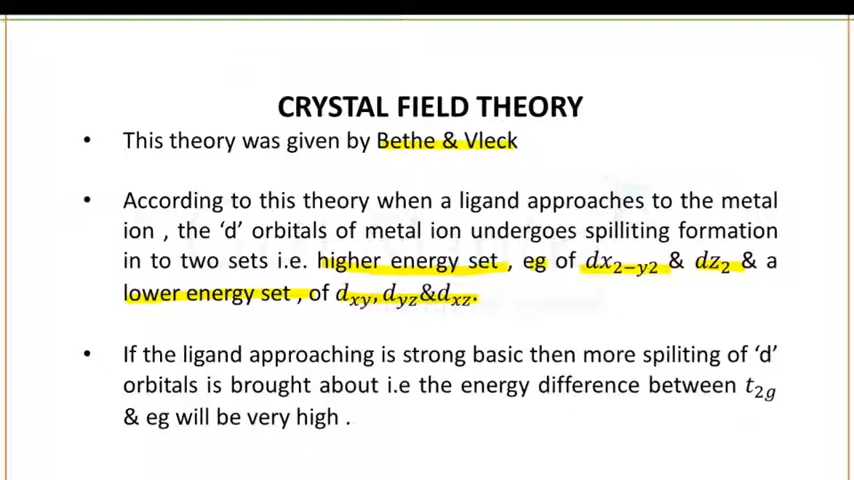 CRYSTAL FIELD THEORY
• This theory was given by Bethe & Vleck
• According to this theory when a ligand approaches to the metal
ion , the ‘d’ orbitals of metal ion undergoes spilliting formation
in to two sets i.e. higher energy set , eg of dx₂₋y₂ & dz₂ & a
lower energy set , of dxy, dyz&dxz.
• If the ligand approaching is strong basic then more spiliting of ‘d’
orbitals is brought about i.e the energy difference between t₂g
& eg will be very high .